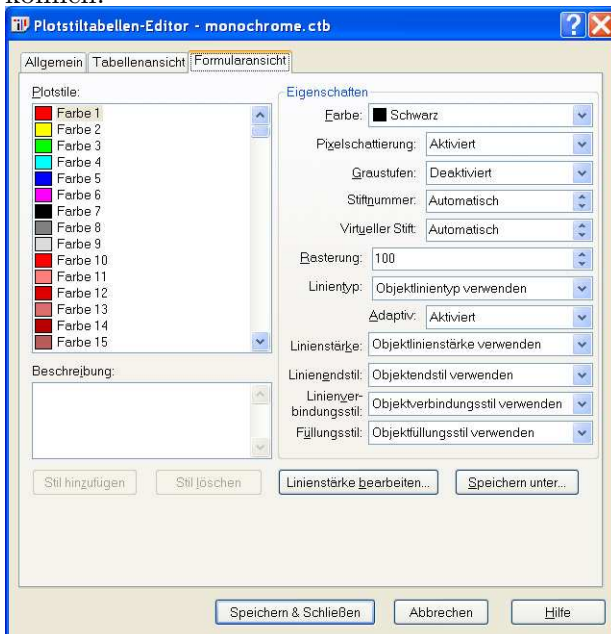 können.
Plotstiltabellen-Editor - monochrome.ctb
Allgemein Tabellenansicht Formularansicht
Plotstile:
Farbe 1
Farbe 2
Farbe 3
Farbe 4
Farbe 5
Farbe 6
Farbe 7
Farbe 8
Farbe 9
Farbe 10
Farbe 11
Farbe 12
Farbe 13
Farbe 14
Farbe 15
Beschreibung:
Stil hinzufügen Stil löschen
Eigenschaften
Farbe: Schwarz
Pixelschattierung: Aktiviert
Graustufen: Deaktiviert
Stiftnummer: Automatisch
Virtueller Stift: Automatisch
Rasterung: 100
Linientyp: Objektlinientyp verwenden
Adaptiv: Aktiviert
Linienstärke: Objektlinienstärke verwenden
Linienendstil: Objektendstil verwenden
Linienver-
bindungsstil: Objektverbindungsstil verwenden
Füllungsstil: Objektfüllungsstil verwenden
Linienstärke bearbeiten... Speichern unter...
Speichern & Schließen Abbrechen Hilfe